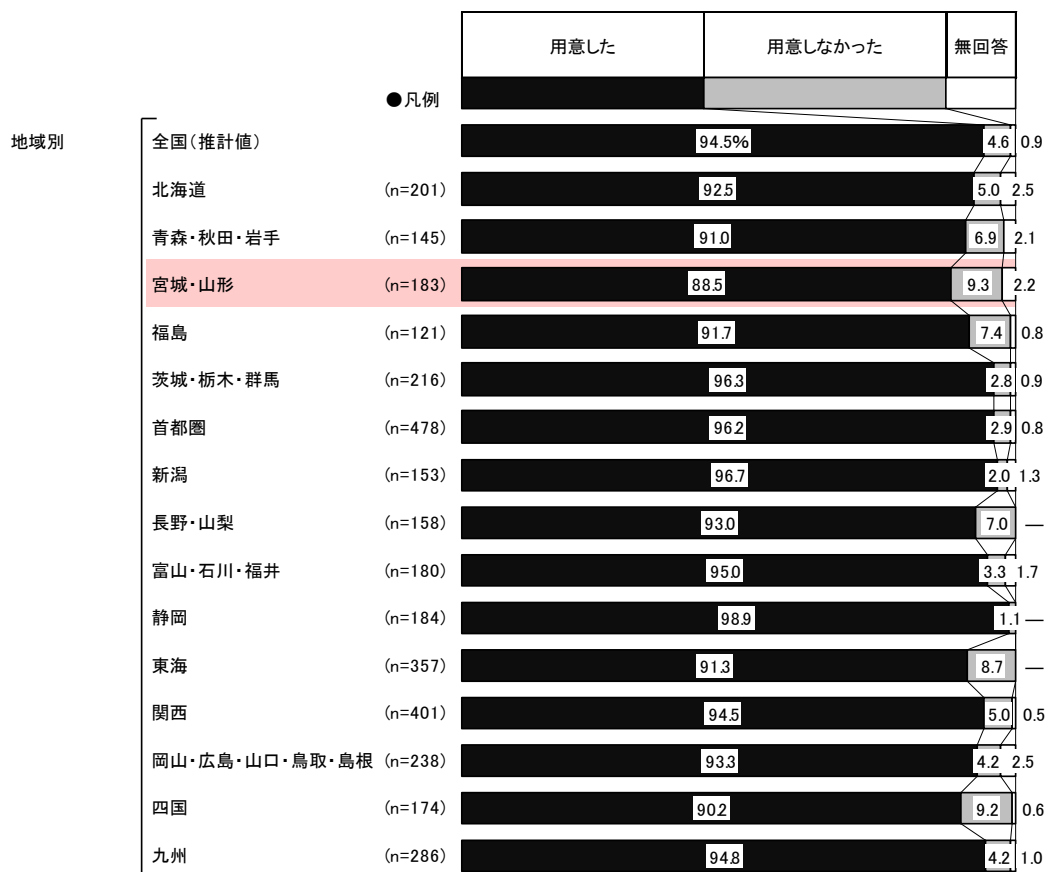 用意した 用意しなかった 無回答
●凡例
地域別 全国(推計値) 94.5% 4.6 0.9
北海道 (n=201) 92.5 5.0 2.5
青森・秋田・岩手 (n=145) 91.0 6.9 2.1
宮城・山形 (n=183) 88.5 9.3 2.2
福島 (n=121) 91.7 7.4 0.8
茨城・栃木・群馬 (n=216) 96.3 2.8 0.9
首都圏 (n=478) 96.2 2.9 0.8
新潟 (n=153) 96.7 2.0 1.3
長野・山梨 (n=158) 93.0 7.0 ―
富山・石川・福井 (n=180) 95.0 3.3 1.7
静岡 (n=184) 98.9 1.1 ―
東海 (n=357) 91.3 8.7 ―
関西 (n=401) 94.5 5.0 0.5
岡山・広島・山口・鳥取・島根 (n=238) 93.3 4.2 2.5
四国 (n=174) 90.2 9.2 0.6
九州 (n=286) 94.8 4.2 1.0